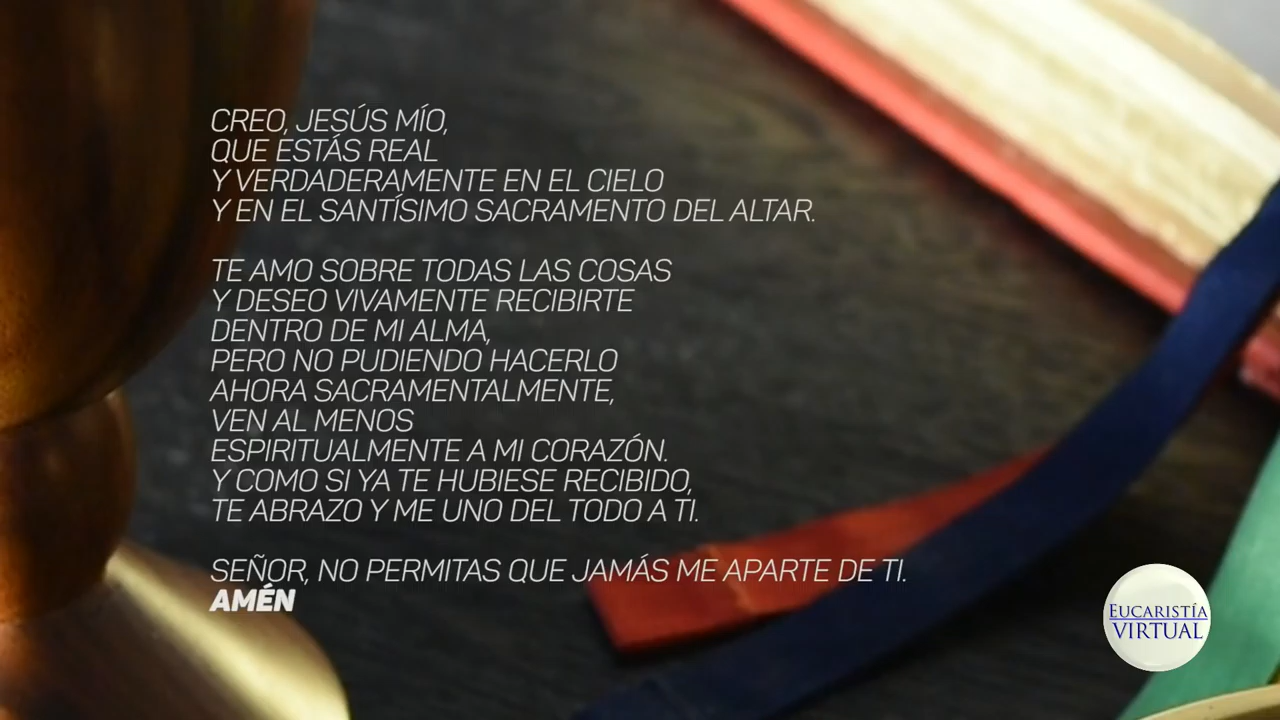 CREO, JESÚS MÍO,
QUE ESTÁS REAL
Y VERDADERAMENTE EN EL CIELO
Y EN EL SANTÍSIMO SACRAMENTO DEL ALTAR.
TE AMO SOBRE TODAS LAS COSAS
Y DESEO VIVAMENTE RECIBIRTE
DENTRO DE MI ALMA,
PERO NO PUDIENDO HACERLO
AHORA SACRAMENTALMENTE,
VEN AL MENOS
ESPIRITUALMENTE A MI CORAZÓN.
Y COMO SI YA TE HUBIESE RECIBIDO,
TE ABRAZO Y ME UNO DEL TODO A TI.
SEÑOR, NO PERMITAS QUE JAMÁS ME APARTE DE TI.
AMÉN
EUCARISTÍA
VIRTUAL